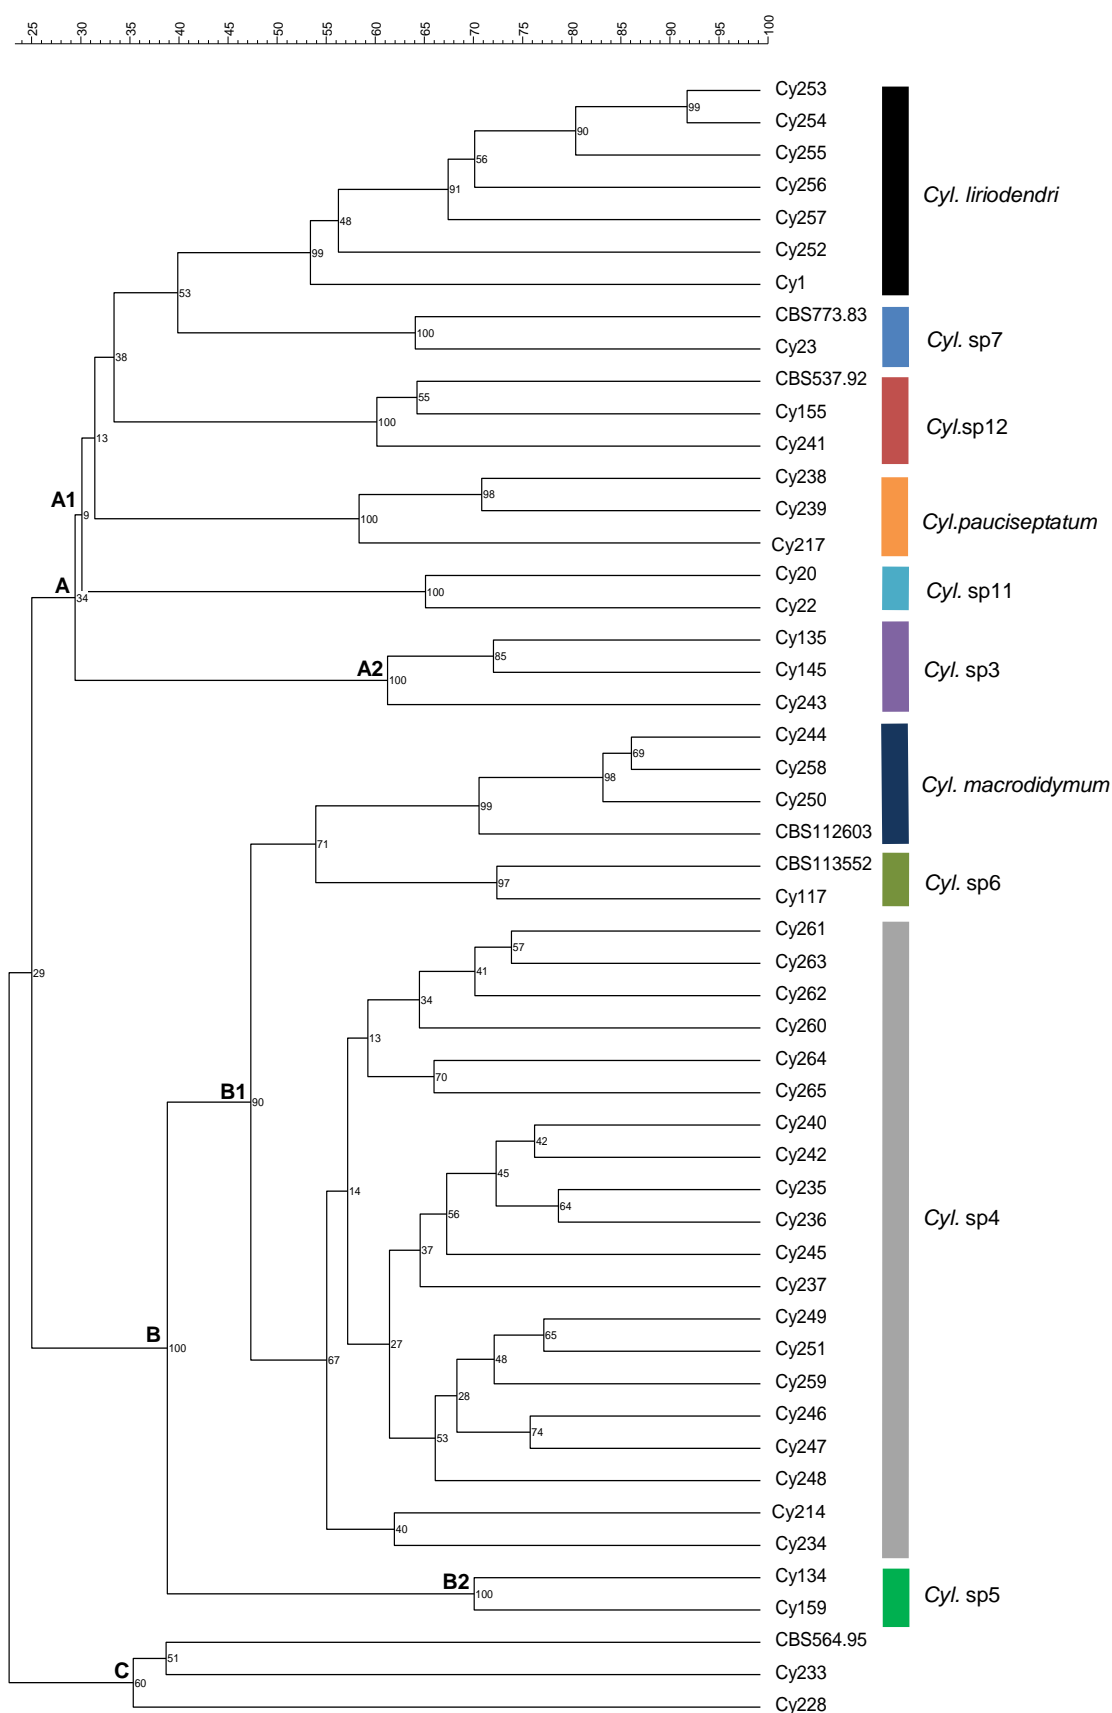 25 30 35 40 45 50 55 60 65 70 75 80 85 90 95 100
Cy253
99
Cy254
90
Cy255
56
Cy256
91
Cyl. liriodendri
Cy257
48
Cy252
99
Cy1
53
CBS773.83
100
Cyl. sp7
Cy23
38
CBS537.92
55
Cy155
100
Cyl.sp12
Cy241
13
Cy238
98
A1
Cy239
9
100
Cyl.pauciseptatum
Cy217
Cy20
A
34
100
Cyl. sp11
Cy22
Cy135
85
A2
Cy145
100
Cyl. sp3
Cy243
Cy244
69
Cy258
98
Cyl. macrodidymum
Cy250
99
CBS112603
71
CBS113552
97
Cyl. sp6
Cy117
Cy261
57
Cy263
29
41
Cy262
34
Cy260
13
Cy264
70
Cy265
B1
90
Cy240
42
Cy242
45
Cy235
14
64
Cy236
56
Cyl. sp4
Cy245
37
Cy237
Cy249
65
B
100
27
Cy251
67
48
Cy259
28
Cy246
74
53
Cy247
Cy248
Cy214
40
Cy234
Cy134
B2
100
Cyl. sp5
Cy159
CBS564.95
51
Cy233
C
60
Cy228